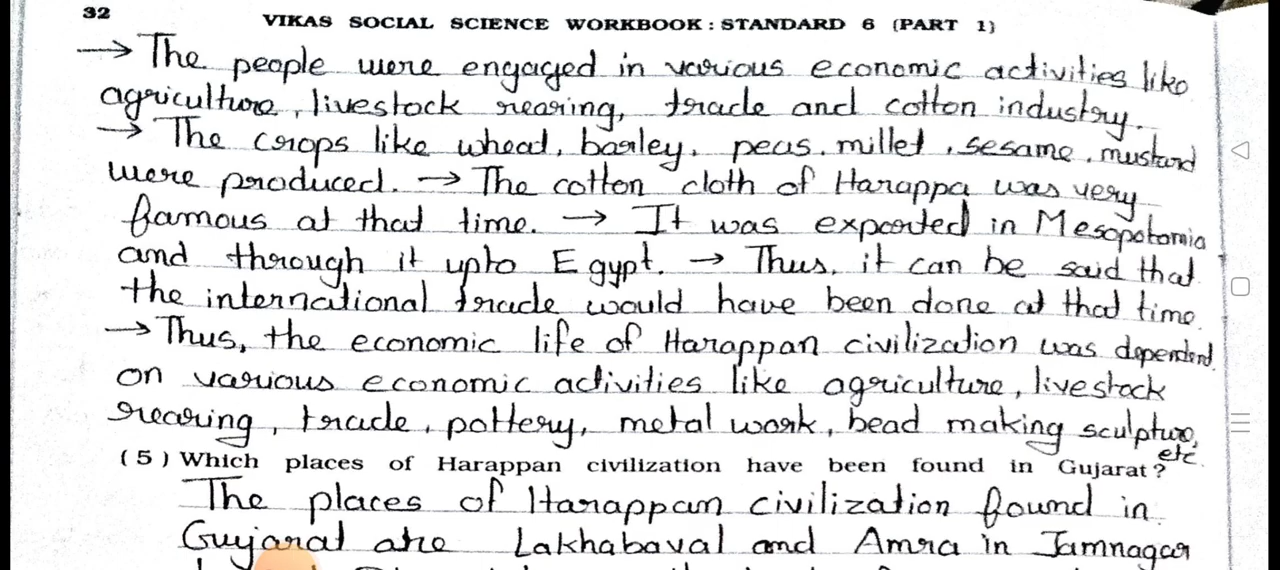 32
VIKAS SOCIAL SCIENCE WORKBOOK : STANDARD 6 (PART 1)
→ The people were engaged in various economic activities like
agriculture, livestock rearing, trade and cotton industry.
→ The crops like wheat, barley, peas, millet, sesame, mustard
were produced. → The cotton cloth of Harappa was very
famous at that time. → It was exported in Mesopotamia
and through it upto Egypt. → Thus, it can be said that
the international trade would have been done at that time.
→ Thus, the economic life of Harappan civilization was dependend
on various economic activities like agriculture, livestock
rearing, trade, pottery, metal work, bead making sculpture,
etc.
(5) Which places of Harappan civilization have been found in Gujarat?
The places of Harappan civilization found in
Gujarat are Lakhabaval and Amra in Jamnagar